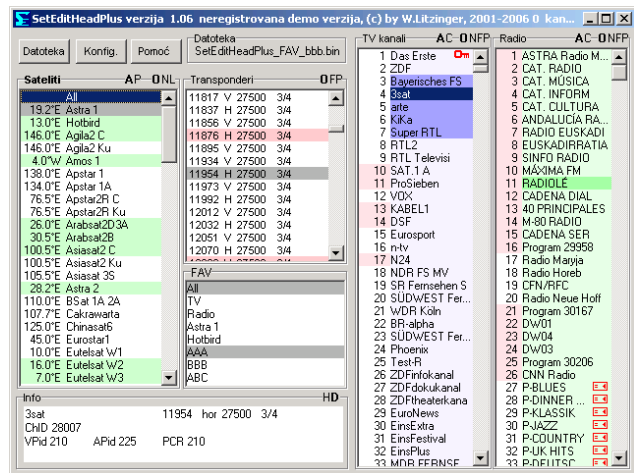 SetEditHeadPlus verzija 1.06 neregistrovana demo verzija, (c) by W.Litzinger, 2001-2006 0 kan...
Datoteka
Konfig.
Pomoć
Datoteka
SetEditHeadPlus_FAV_bbb.bin
Sateliti AP ONL
All
19.2°E Astra 1
13.0°E Hotbird
146.0°E Agila2 C
146.0°E Agila2 Ku
4.0°W Amos 1
138.0°E Apstar 1
134.0°E Apstar 1A
76.5°E Apstar2R C
76.5°E Apstar2R Ku
26.0°E Arabsat2D3A
30.5°E Arabsat2B
100.5°E Asiasat2 C
100.5°E Asiasat2 Ku
105.5°E Asiasat 3S
28.2°E Astra 2
110.0°E BSat 1A 2A
107.7°E Cakrawarta
125.0°E Chinasat6
45.0°E Eurostar1
10.0°E Eutelsat W1
16.0°E Eutelsat W2
7.0°E Eutelsat W3
Transponderi OFP
11817 V 27500 3/4
11837 H 27500 3/4
11856 V 27500 3/4
11876 H 27500 3/4
11895 V 27500 3/4
11934 V 27500 3/4
11954 H 27500 3/4
11973 V 27500 3/4
11992 H 27500 3/4
12012 V 27500 3/4
12032 H 27500 3/4
12051 V 27500 3/4
12070 H 27500 3/4
FAV
All
TV
Radio
Astra 1
Hotbird
AAA
BBB
ABC
Info HD
3sat 11954 hor 27500 3/4
ChID 28007
VPid 210 APid 225 PCR 210
TV kanali AC ONFP
1 Das Erste
2 ZDF
3 Bayerisches FS
4 3sat
5 arte
6 KiKa
7 Super RTL
8 RTL2
9 RTL Televisi
10 SAT.1 A
11 ProSieben
12 VOX
13 KABEL1
14 DSF
15 Eurosport
16 n-tv
17 N24
18 NDR FS MV
19 SR Fernsehen S
20 SÜDWEST Fer...
21 WDR Köln
22 BR-alpha
23 SÜDWEST Fer...
24 Phoenix
25 Test-R
26 ZDFinfokanal
27 ZDFdokukanal
28 ZDFtheaterkana
29 EuroNews
30 EinsExtra
31 EinsFestival
32 EinsPlus
33 MDR FERNSE
Radio AC ONFP
1 ASTRA Radio M...
2 CAT. RADIO
3 CAT. MÚSICA
4 CAT. INFORM
5 CAT. CULTURA
6 ANDALUCÍA RA...
7 RADIO EUSKADI
8 EUSKADIRRATIA
9 SINFO RADIO
10 MÁXIMA FM
11 RADIOLÉ
12 CADENA DIAL
13 40 PRINCIPALES
14 M-80 RADIO
15 CADENA SER
16 Program 29958
17 Radio Maryja
18 Radio Horeb
19 CFN/RFC
20 Radio Neue Hoff
21 Program 30167
22 DW01
23 DW04
24 DW03
25 Program 30206
26 CNN Radio
27 P-BLUES
28 P-DINNER ...
29 P-KLASSIK
30 P-JAZZ
31 P-COUNTRY
32 P-UK HITS
33 P-DEUTSC